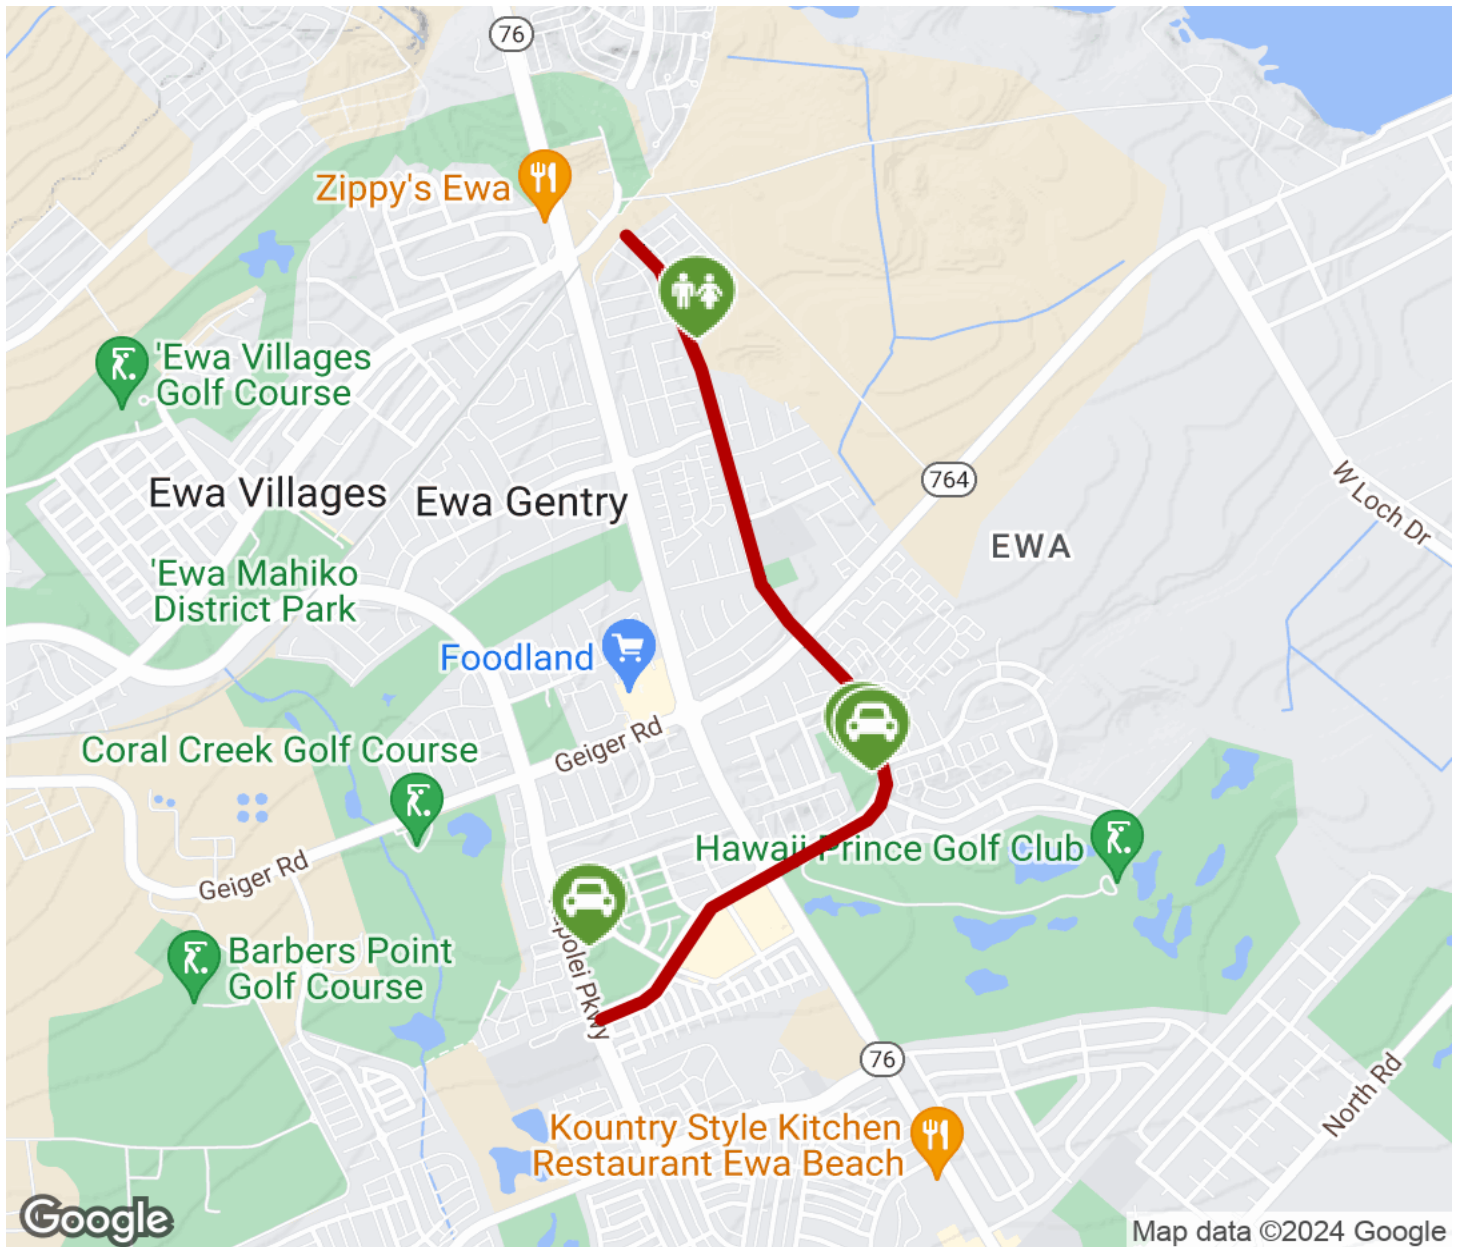 76
Zippy's Ewa
'Ewa Villages
Golf Course
764
Ewa Villages
Ewa Gentry
W Loch Dr
EWA
'Ewa Mahiko
District Park
Foodland
Geiger Rd
Coral Creek Golf Course
Hawaii Prince Golf Club
Geiger Rd
Barbers Point
Golf Course
polei Pkwy
76
North Rd
Kountry Style Kitchen
Restaurant Ewa Beach
Google
Map data ©2024 Google